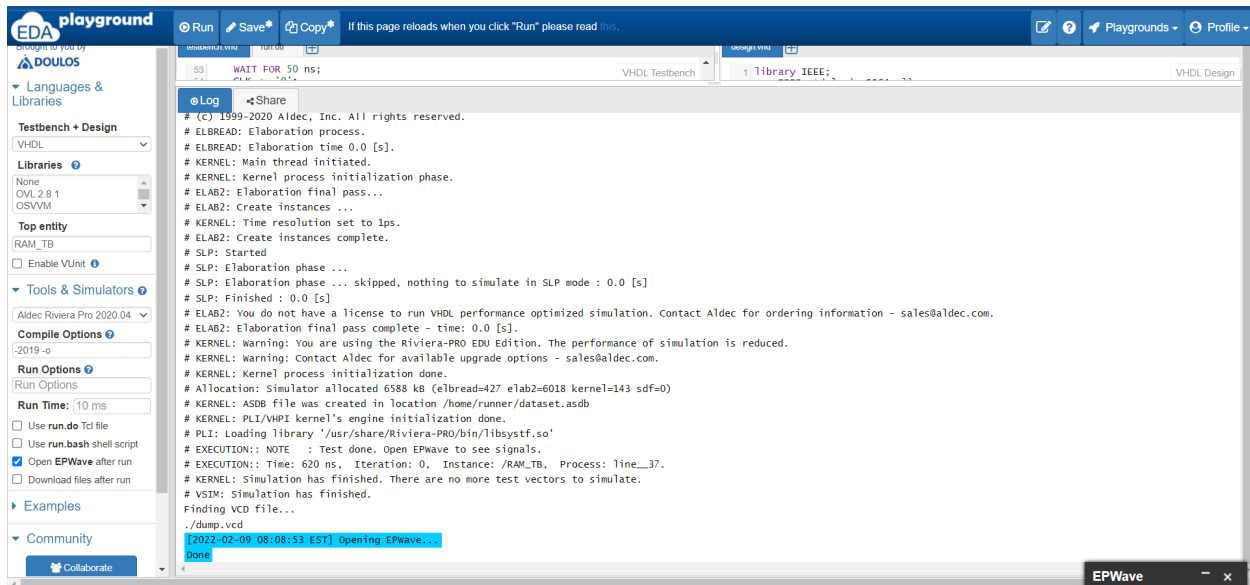 EDA playground
Run Save* Copy* If this page reloads when you click "Run" please read this. Playgrounds Profile
Brought to you by
DOULOS
Languages & Libraries
Testbench + Design
VHDL
Libraries
None
OVL 2.8.1
OSVVM
Top entity
RAM_TB
Enable VUnit
Tools & Simulators
Aldec Riviera Pro 2020.04
Compile Options
-2019 -o
Run Options
Run Options
Run Time: 10 ms
Use run.do Tcl file
Use run.bash shell script
Open EPWave after run
Download files after run
Examples
Community
Collaborate
testbench.vhd run.do
53 WAIT FOR 50 ns;
VHDL Testbench
design.vhd
1 library IEEE;
VHDL Design
Log Share
# (c) 1999-2020 Aldec, Inc. All rights reserved.
# ELBREAD: Elaboration process.
# ELBREAD: Elaboration time 0.0 [s].
# KERNEL: Main thread initiated.
# KERNEL: Kernel process initialization phase.
# ELAB2: Elaboration final pass...
# ELAB2: Create instances ...
# KERNEL: Time resolution set to 1ps.
# ELAB2: Create instances complete.
# SLP: Started
# SLP: Elaboration phase ...
# SLP: Elaboration phase ... skipped, nothing to simulate in SLP mode : 0.0 [s]
# SLP: Finished : 0.0 [s]
# ELAB2: You do not have a license to run VHDL performance optimized simulation. Contact Aldec for ordering information - sales@aldec.com.
# ELAB2: Elaboration final pass complete - time: 0.0 [s].
# KERNEL: Warning: You are using the Riviera-PRO EDU Edition. The performance of simulation is reduced.
# KERNEL: Warning: Contact Aldec for available upgrade options - sales@aldec.com.
# KERNEL: Kernel process initialization done.
# Allocation: Simulator allocated 6588 kB (elbread=427 elab2=6018 kernel=143 sdf=0)
# KERNEL: ASDB file was created in location /home/runner/dataset.asdb
# KERNEL: PLI/VHPI kernel's engine initialization done.
# PLI: Loading library '/usr/share/Riviera-PRO/bin/libsystf.so'
# EXECUTION:: NOTE : Test done. Open EPWave to see signals.
# EXECUTION:: Time: 620 ns, Iteration: 0, Instance: /RAM_TB, Process: line__37.
# KERNEL: Simulation has finished. There are no more test vectors to simulate.
# VSIM: Simulation has finished.
Finding VCD file...
./dump.vcd
[2022-02-09 08:08:53 EST] Opening EPWave...
Done
EPWave